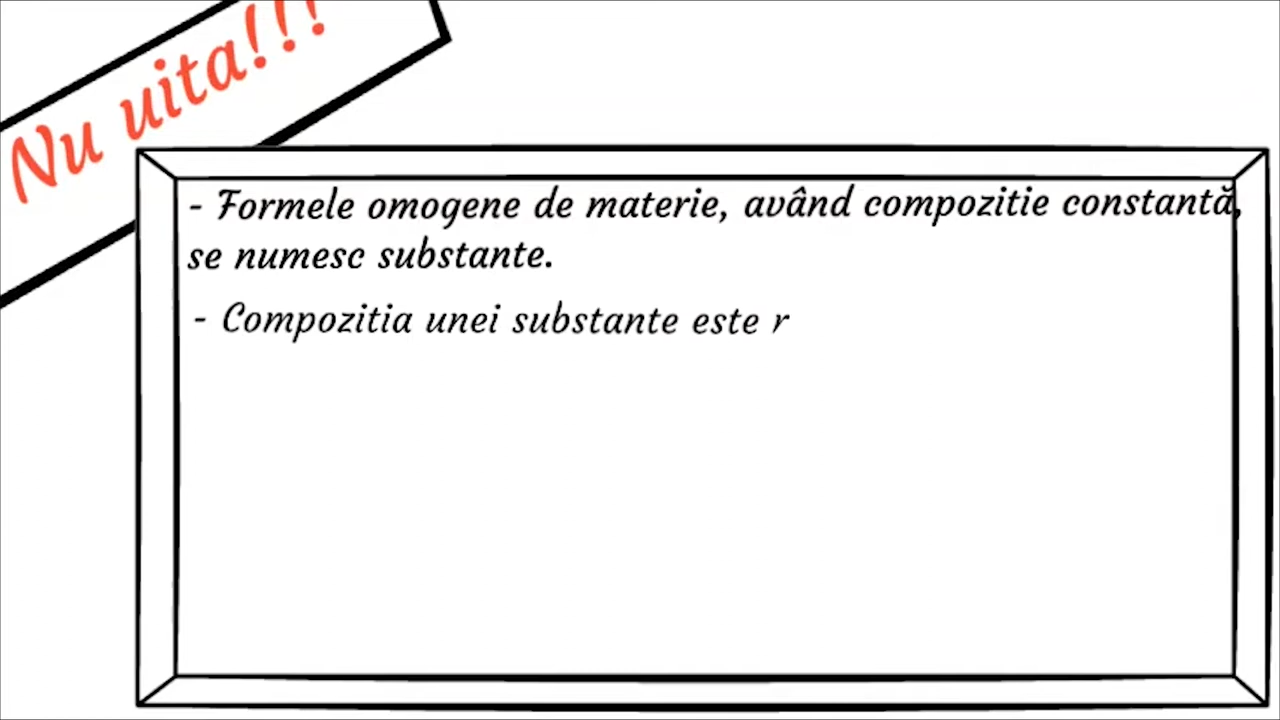 Nu uita!!!
- Formele omogene de materie, având compozitie constantă,
se numesc substante.
- Compozitia unei substante este r